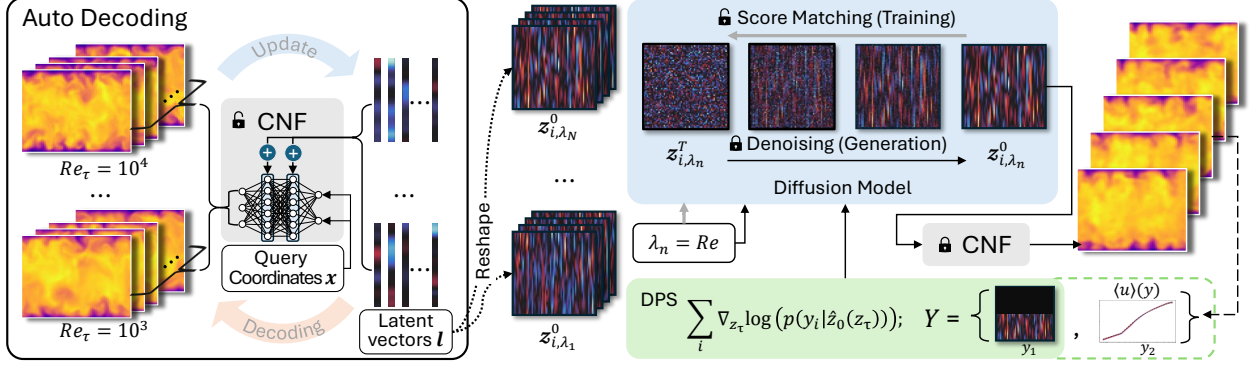 Auto Decoding
Update
CNF
+ +
Re_τ = 10^4
...
...
Re_τ = 10^3
Query
Coordinates x
Decoding
...
...
...
Latent
vectors l
Reshape
z^0_{i,λ_N}
...
z^0_{i,λ_1}
Score Matching (Training)
z^T_{i,λ_n}
Denoising (Generation)
z^0_{i,λ_n}
Diffusion Model
λ_n = Re
CNF
DPS ∑_i ∇_{z_τ} log(p(y_i|ẑ_0(z_τ))); Y = { y_1 , ⟨u⟩(y) y_2 }